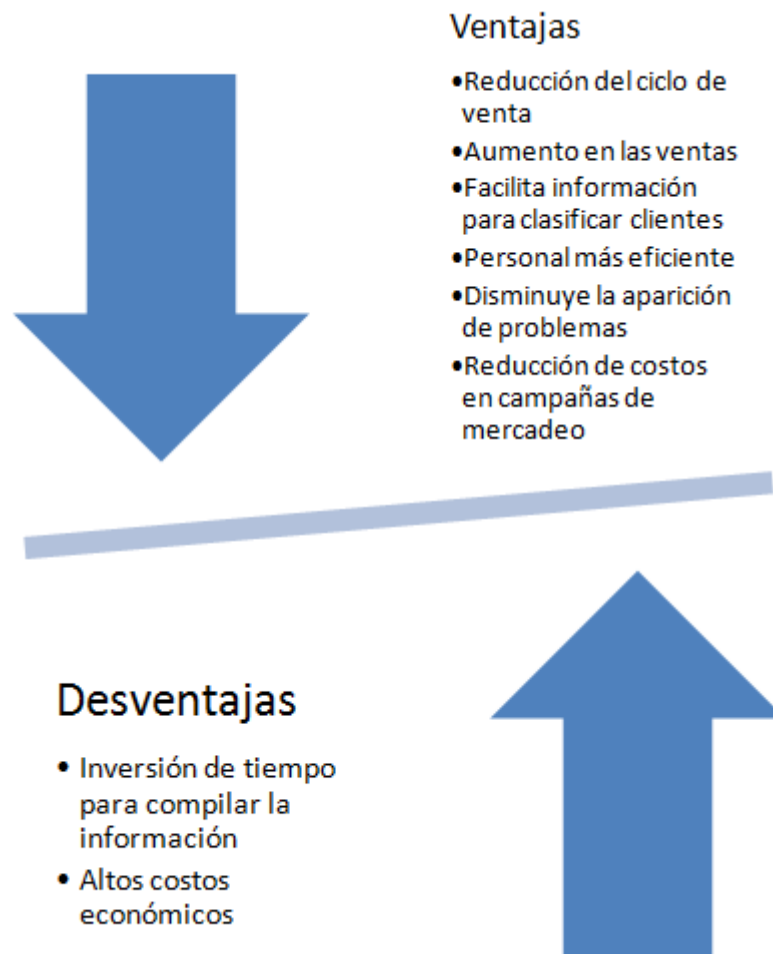 Ventajas
•Reducción del ciclo de
venta
•Aumento en las ventas
•Facilita información
para clasificar clientes
•Personal más eficiente
•Disminuye la aparición
de problemas
•Reducción de costos
en campañas de
mercadeo
Desventajas
• Inversión de tiempo
para compilar la
información
• Altos costos
económicos